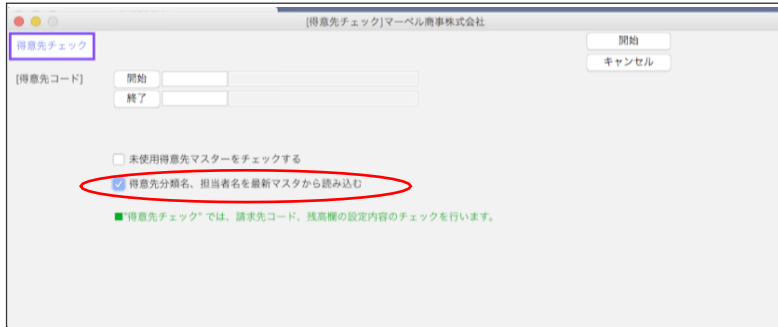 [得意先チェック]マーベル商事株式会社
得意先チェック
開始
キャンセル
[得意先コード]
開始
終了
未使用得意先マスターをチェックする
得意先分類名、担当者名を最新マスタから読み込む
■"得意先チェック" では、請求先コード、残高欄の設定内容のチェックを行います。